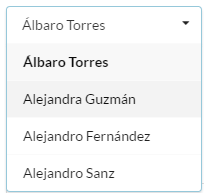 Álbaro Torres
Álbaro Torres
Alejandra Guzmán
Alejandro Fernández
Alejandro Sanz